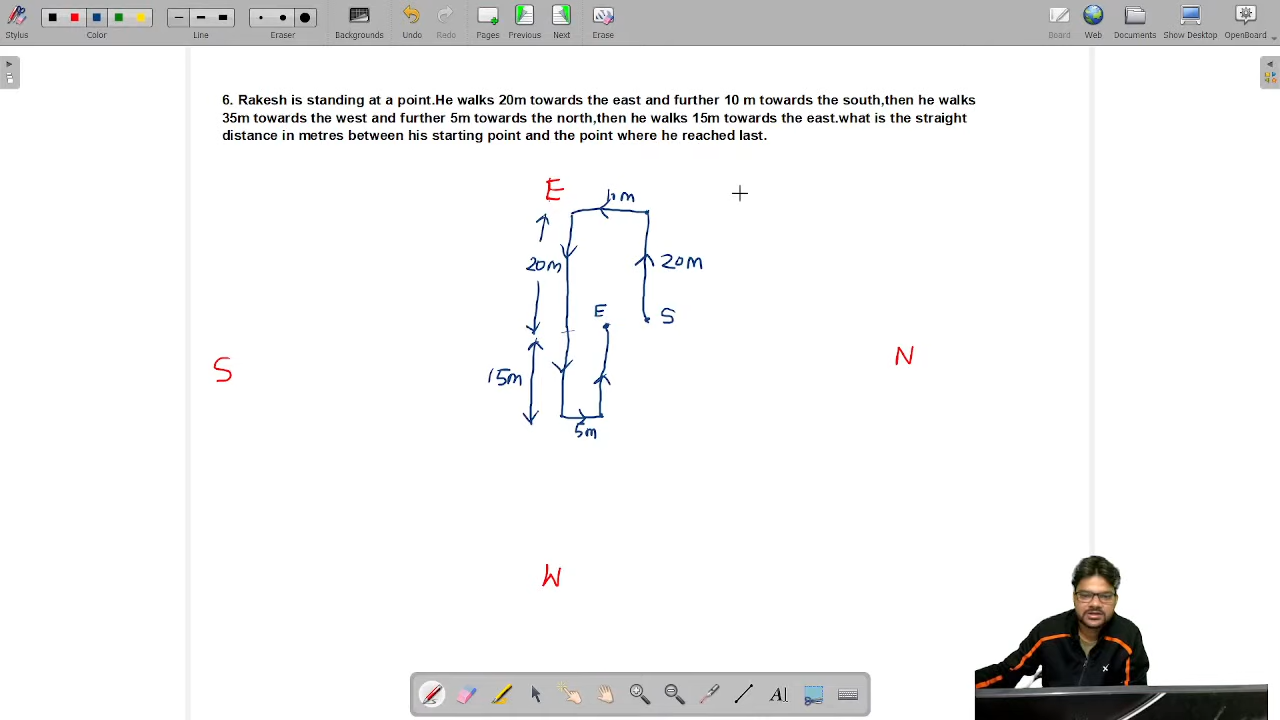 Stylus Color Line Eraser Backgrounds Undo Redo Pages Previous Next Erase Board Web Documents Show Desktop OpenBoard
6. Rakesh is standing at a point.He walks 20m towards the east and further 10 m towards the south,then he walks
35m towards the west and further 5m towards the north,then he walks 15m towards the east.what is the straight
distance in metres between his starting point and the point where he reached last.
E
10m
20m
20m
E
S
N
S
15m
5m
W
AI